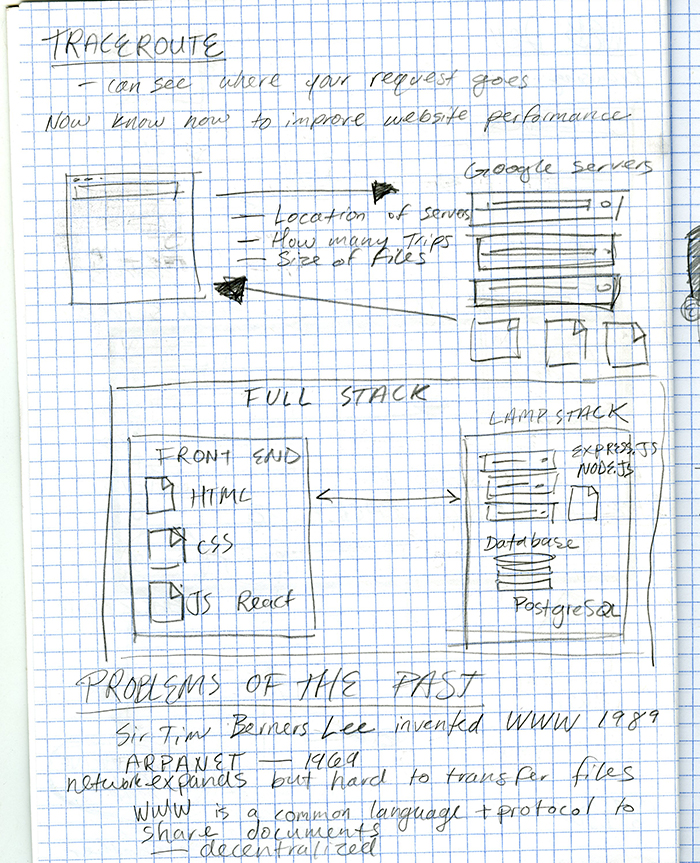 TRACEROUTE
- can see where your request goes
Now know how to improve website performance
Google servers
— Location of servers
— How many Trips
— Size of files
FULL STACK
FRONT END
HTML
CSS
JS React
LAMP STACK
EXPRESS.JS
NODEJS
Database
PostgreSQL
PROBLEMS OF THE PAST
Sir Tim Berners Lee invented WWW 1989
ARPANET — 1969
network expands but hard to transfer files
WWW is a common language + protocol to
share documents
— decentralized